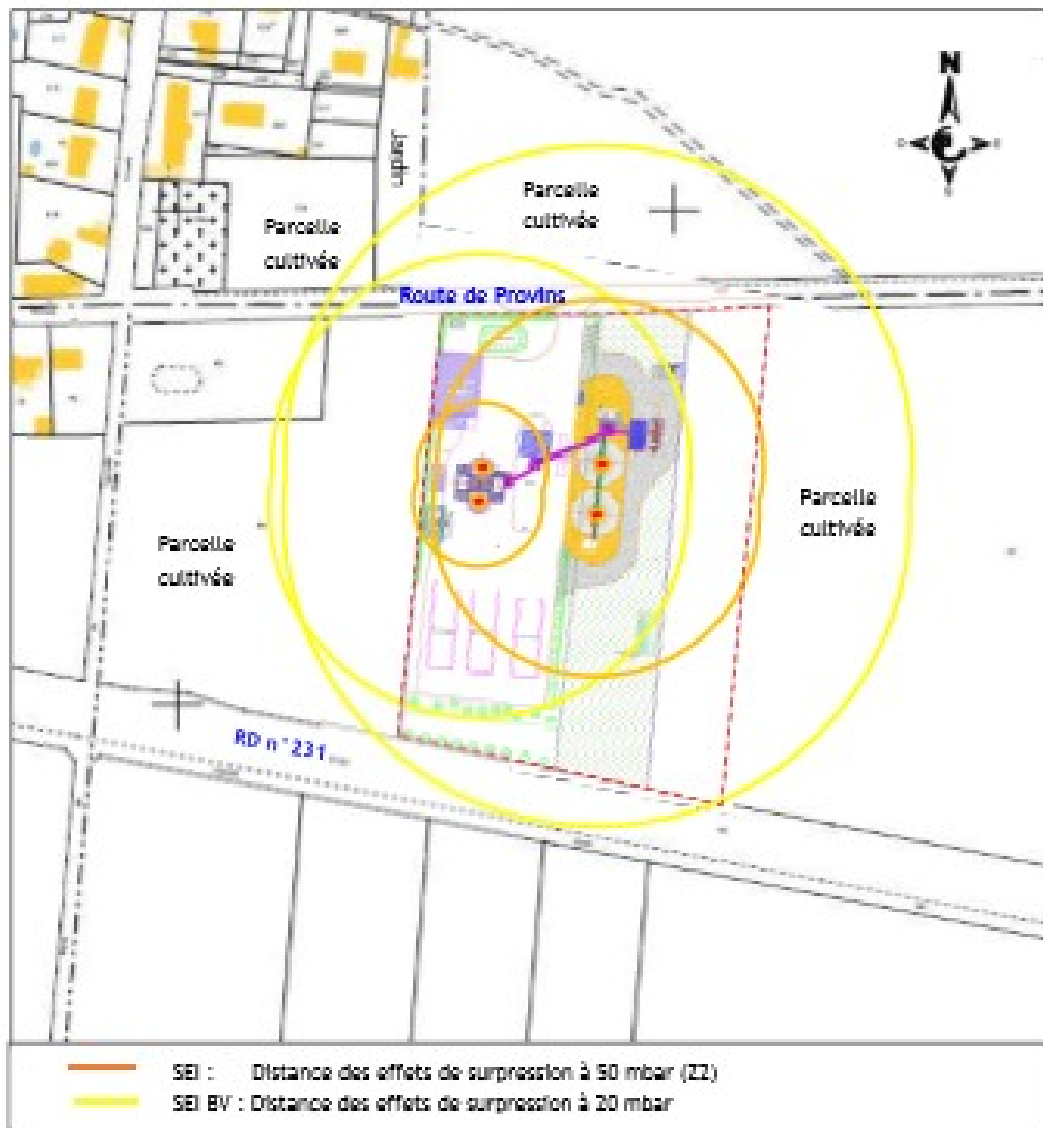 N
Jardin
Parcelle
cultivée
Parcelle
cultivée
Route de Provins
Parcelle
cultivée
Parcelle
cultivée
RD n°231
SEI : Distance des effets de surpression à 50 mbar (Z2)
SEI BV : Distance des effets de surpression à 20 mbar